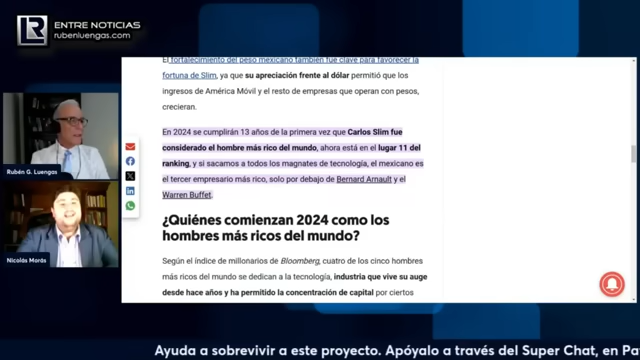 LR
ENTRE NOTICIAS
rubenluengas.com
El fortalecimiento del peso mexicano también fue clave para favorecer la
fortuna de Slim, ya que su apreciación frente al dólar permitió que los
ingresos de América Móvil y el resto de empresas que operan con pesos,
crecieran.
En 2024 se cumplirán 13 años de la primera vez que Carlos Slim fue
considerado el hombre más rico del mundo, ahora está en el lugar 11 del
ranking, y si sacamos a todos los magnates de tecnología, el mexicano es
el tercer empresario más rico, solo por debajo de Bernard Arnault y el
Warren Buffet.
¿Quiénes comienzan 2024 como los
hombres más ricos del mundo?
Según el índice de millonarios de Bloomberg, cuatro de los cinco hombres
más ricos del mundo se dedican a la tecnología, industria que vive su auge
desde hace años y ha permitido la concentración de capital por ciertos
Rubén G. Luengas
Nicolás Morás
Ayuda a sobrevivir a este proyecto. Apóyalo a través del Super Chat, en Pa